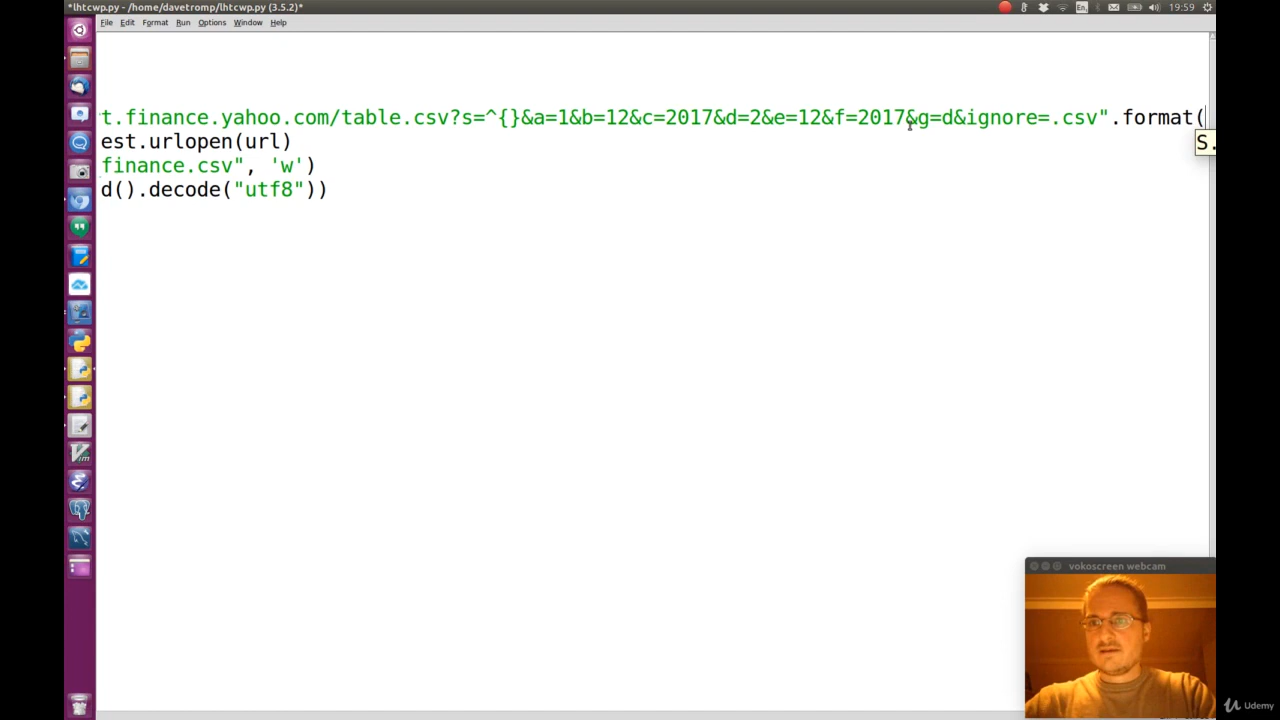 *lhtcwp.py - /home/davetromp/lhtcwp.py (3.5.2)*
En
19:59
File Edit Format Run Options Window Help
t.finance.yahoo.com/table.csv?s=^{}&a=1&b=12&c=2017&d=2&e=12&f=2017&g=d&ignore=.csv".format(
est.urlopen(url)
S.
finance.csv", 'w')
d().decode("utf8"))
vokoscreen webcam
Udemy